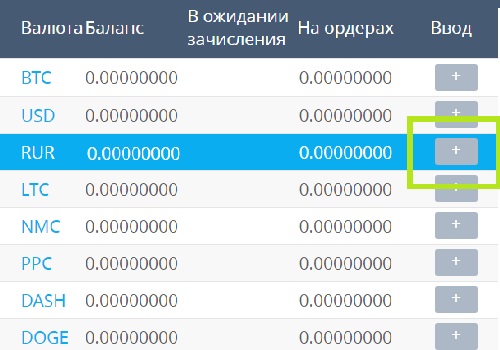 Валюта Баланс В ожидании зачисления На ордерах Ввод
BTC 0.00000000 0.00000000 +
USD 0.00000000 0.00000000 +
RUR 0.00000000 0.00000000 +
LTC 0.00000000 0.00000000 +
NMC 0.00000000 0.00000000 +
PPC 0.00000000 0.00000000 +
DASH 0.00000000 0.00000000 +
DOGE 0.00000000 0.00000000 +